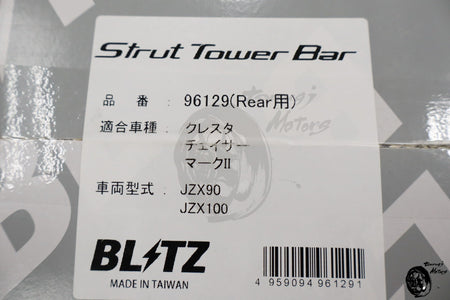 Strut Tower Bar
品 番 : 96129(Rear用)
適合車種 : クレスタ
チェイサー
マークII
車両型式 : JZX90
JZX100
BLITZ
MADE IN TAIWAN
4 959094 961291
Motors